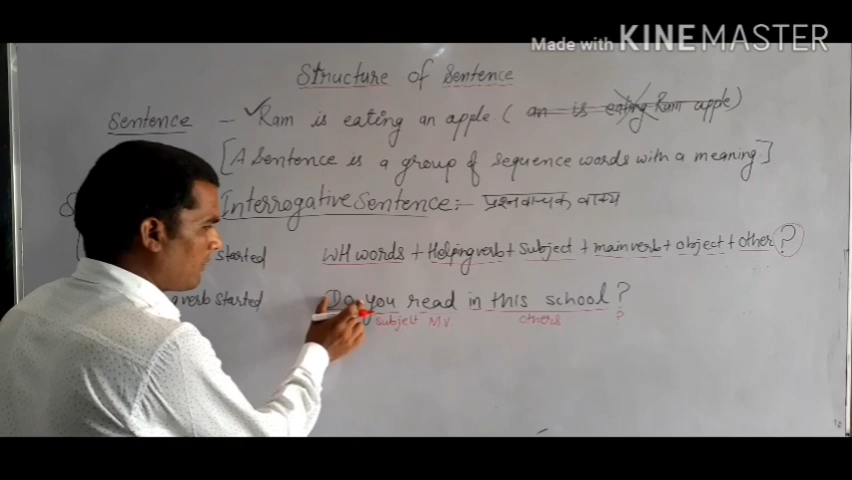 Made with KINEMASTER
Structure of Sentence
Sentence - ✓Ram is eating an apple ( an is eating Ram apple)
[A Sentence is a group of sequence words with a meaning.]
Interrogative Sentence:- प्रश्नवाचक वाक्य
started WH words + Helping verb + Subject + main verb + object + other ?
verb started Do you read in this school ?
subject M.V others ?